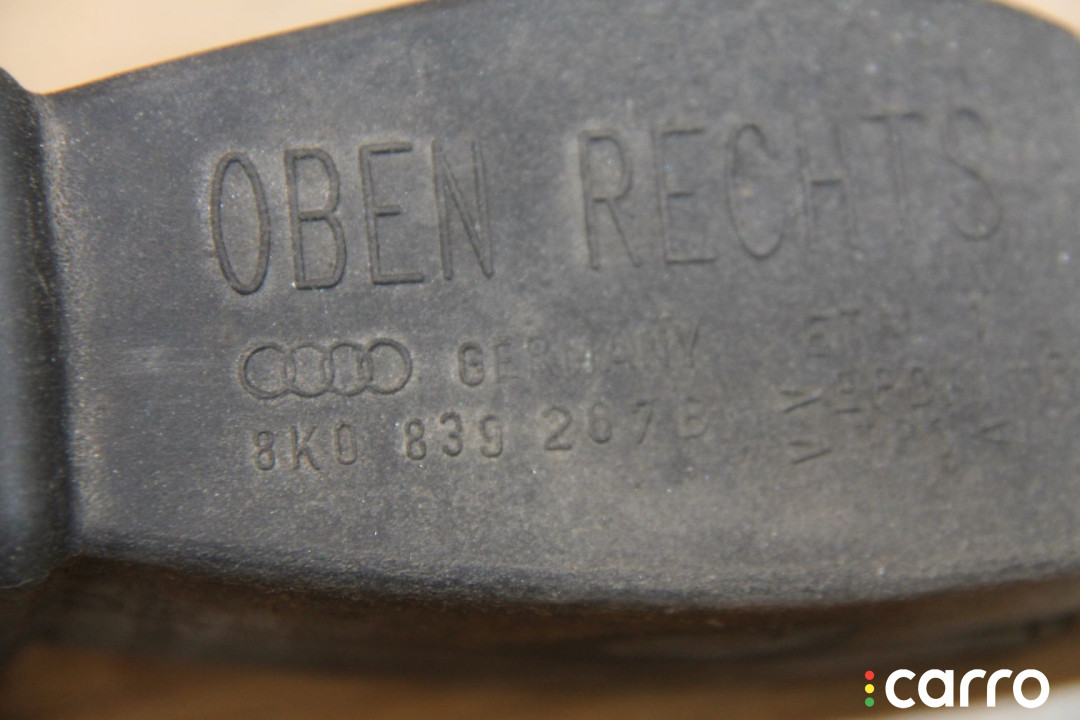 OBEN RECHTS
GERMANY
8K0 839 267 B
carro